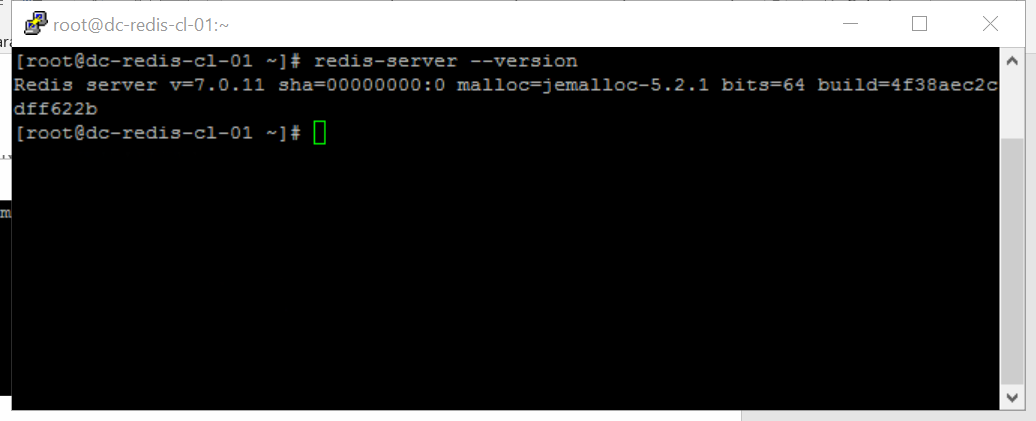 root@dc-redis-cl-01:~
[root@dc-redis-cl-01 ~]# redis-server --version
Redis server v=7.0.11 sha=00000000:0 malloc=jemalloc-5.2.1 bits=64 build=4f38aec2c
dff622b
[root@dc-redis-cl-01 ~]#